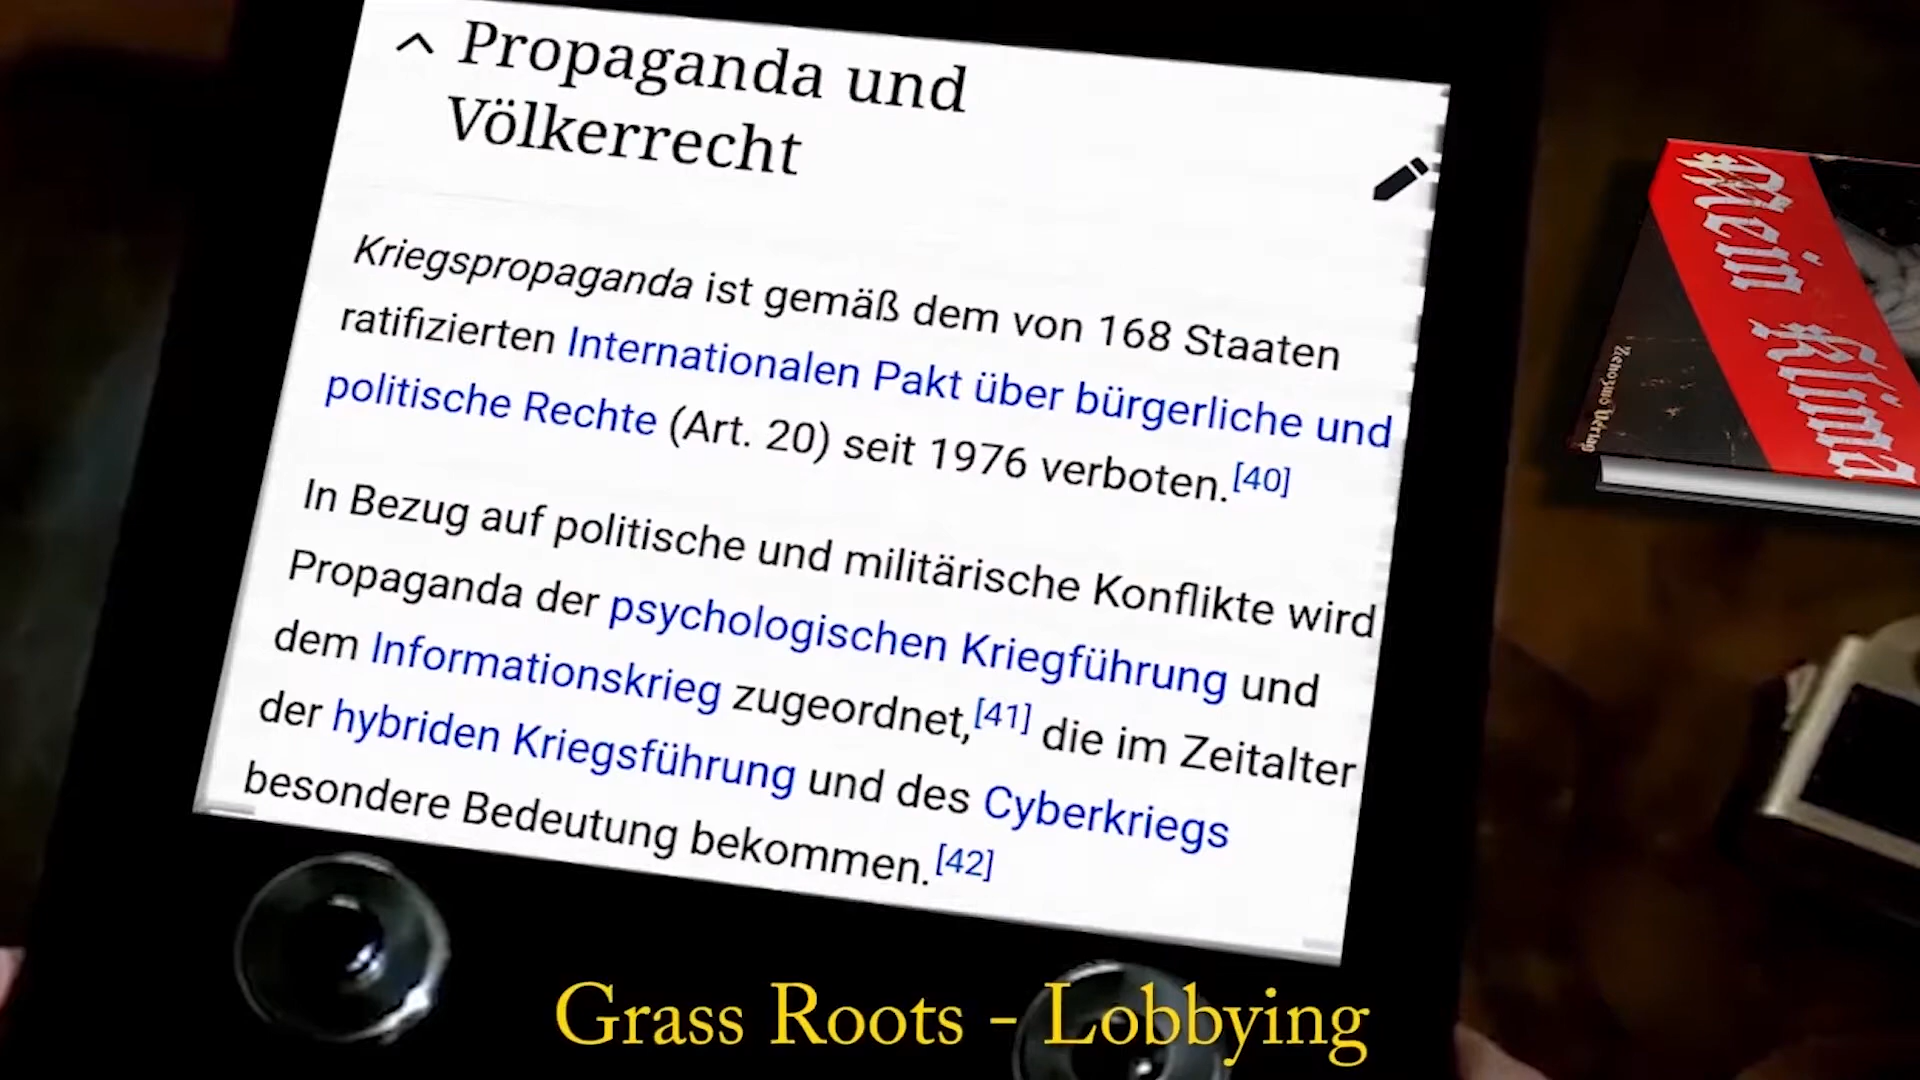 Propaganda und
Völkerrecht
Kriegspropaganda ist gemäß dem von 168 Staaten
ratifizierten Internationalen Pakt über bürgerliche und
politische Rechte (Art. 20) seit 1976 verboten.[40]
In Bezug auf politische und militärische Konflikte wird
Propaganda der psychologischen Kriegführung und
dem Informationskrieg zugeordnet,[41] die im Zeitalter
der hybriden Kriegsführung und des Cyberkriegs
besondere Bedeutung bekommen.[42]
Mein Klima
Grass Roots - Lobbying